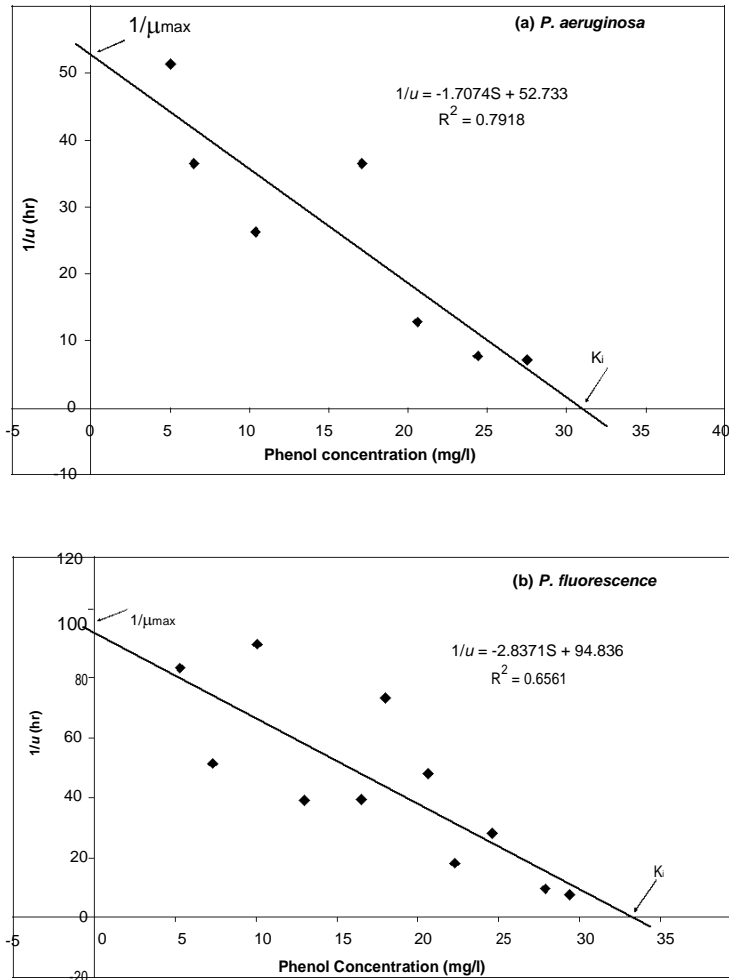 (a) P. aeruginosa
1/μmax
1/u = -1.7074S + 52.733
R2 = 0.7918
50
40
30
20
10
0
-10
1/u (hr)
Ki
-5 0 5 10 15 20 25 30 35 40
Phenol concentration (mg/l)
(b) P. fluorescence
1/μmax
1/u = -2.8371S + 94.836
R2 = 0.6561
120
100
80
60
40
20
0
-20
1/u (hr)
Ki
-5 0 5 10 15 20 25 30 35
Phenol Concentration (mg/l)